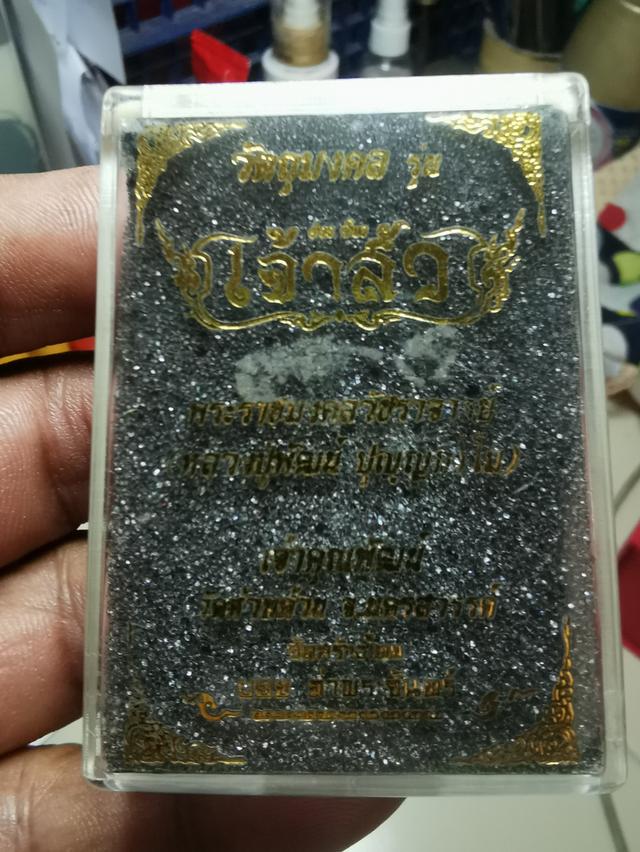 วัตถุมงคล รุ่น
เจ้าสัว
พระราชมงคลวัชราจารย์
(หลวงปู่พัฒน์ ปุญฺญกาโม)
เจ้าคุณพัฒน์
วัดห้วยด้วน จ.นครสวรรค์
จัดสร้างโดย